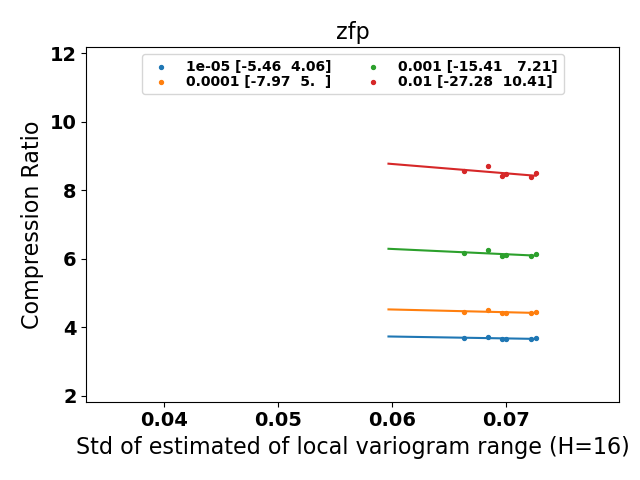 zfp
1e-05 [-5.46  4.06]
0.0001 [-7.97  5.  ]
0.001 [-15.41   7.21]
0.01 [-27.28  10.41]
Compression Ratio
12
10
8
6
4
2
0.04 0.05 0.06 0.07
Std of estimated of local variogram range (H=16)